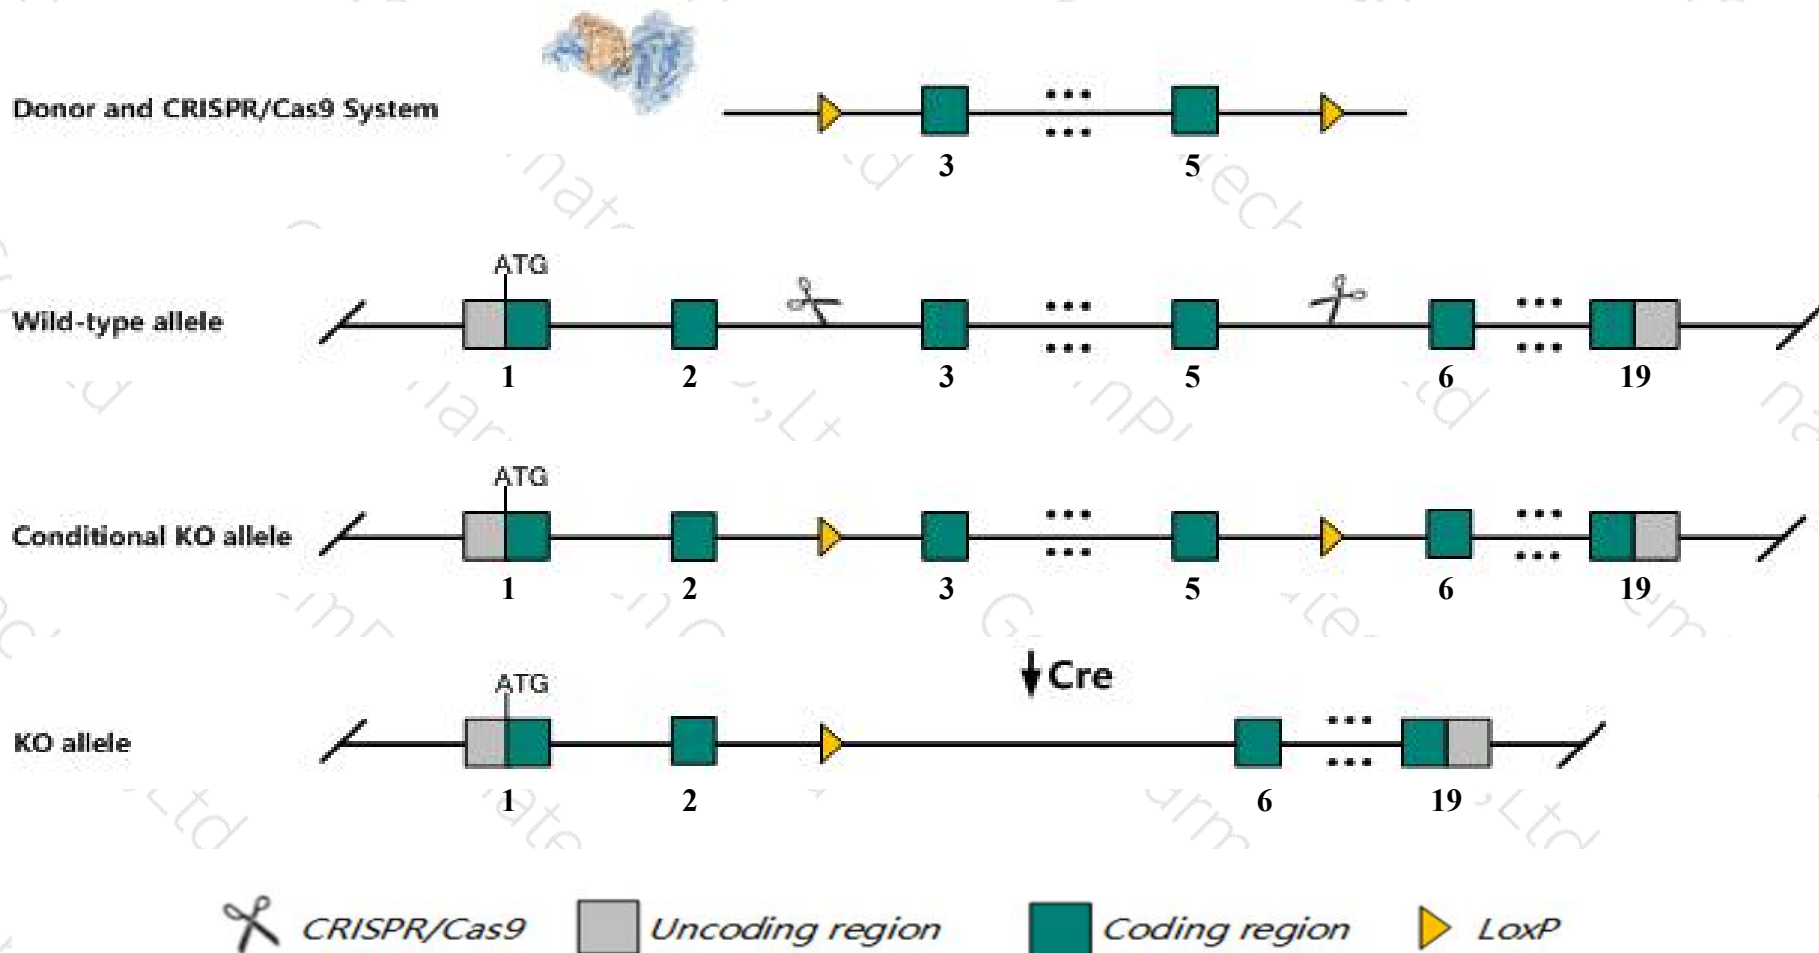 Donor and CRISPR/Cas9 System
3 ... 5
ATG
Wild-type allele
1 2 3 ... 5 6 ... 19
ATG
Conditional KO allele
1 2 3 ... 5 6 ... 19
Cre
ATG
KO allele
1 2 6 ... 19
CRISPR/Cas9 Uncoding region Coding region LoxP